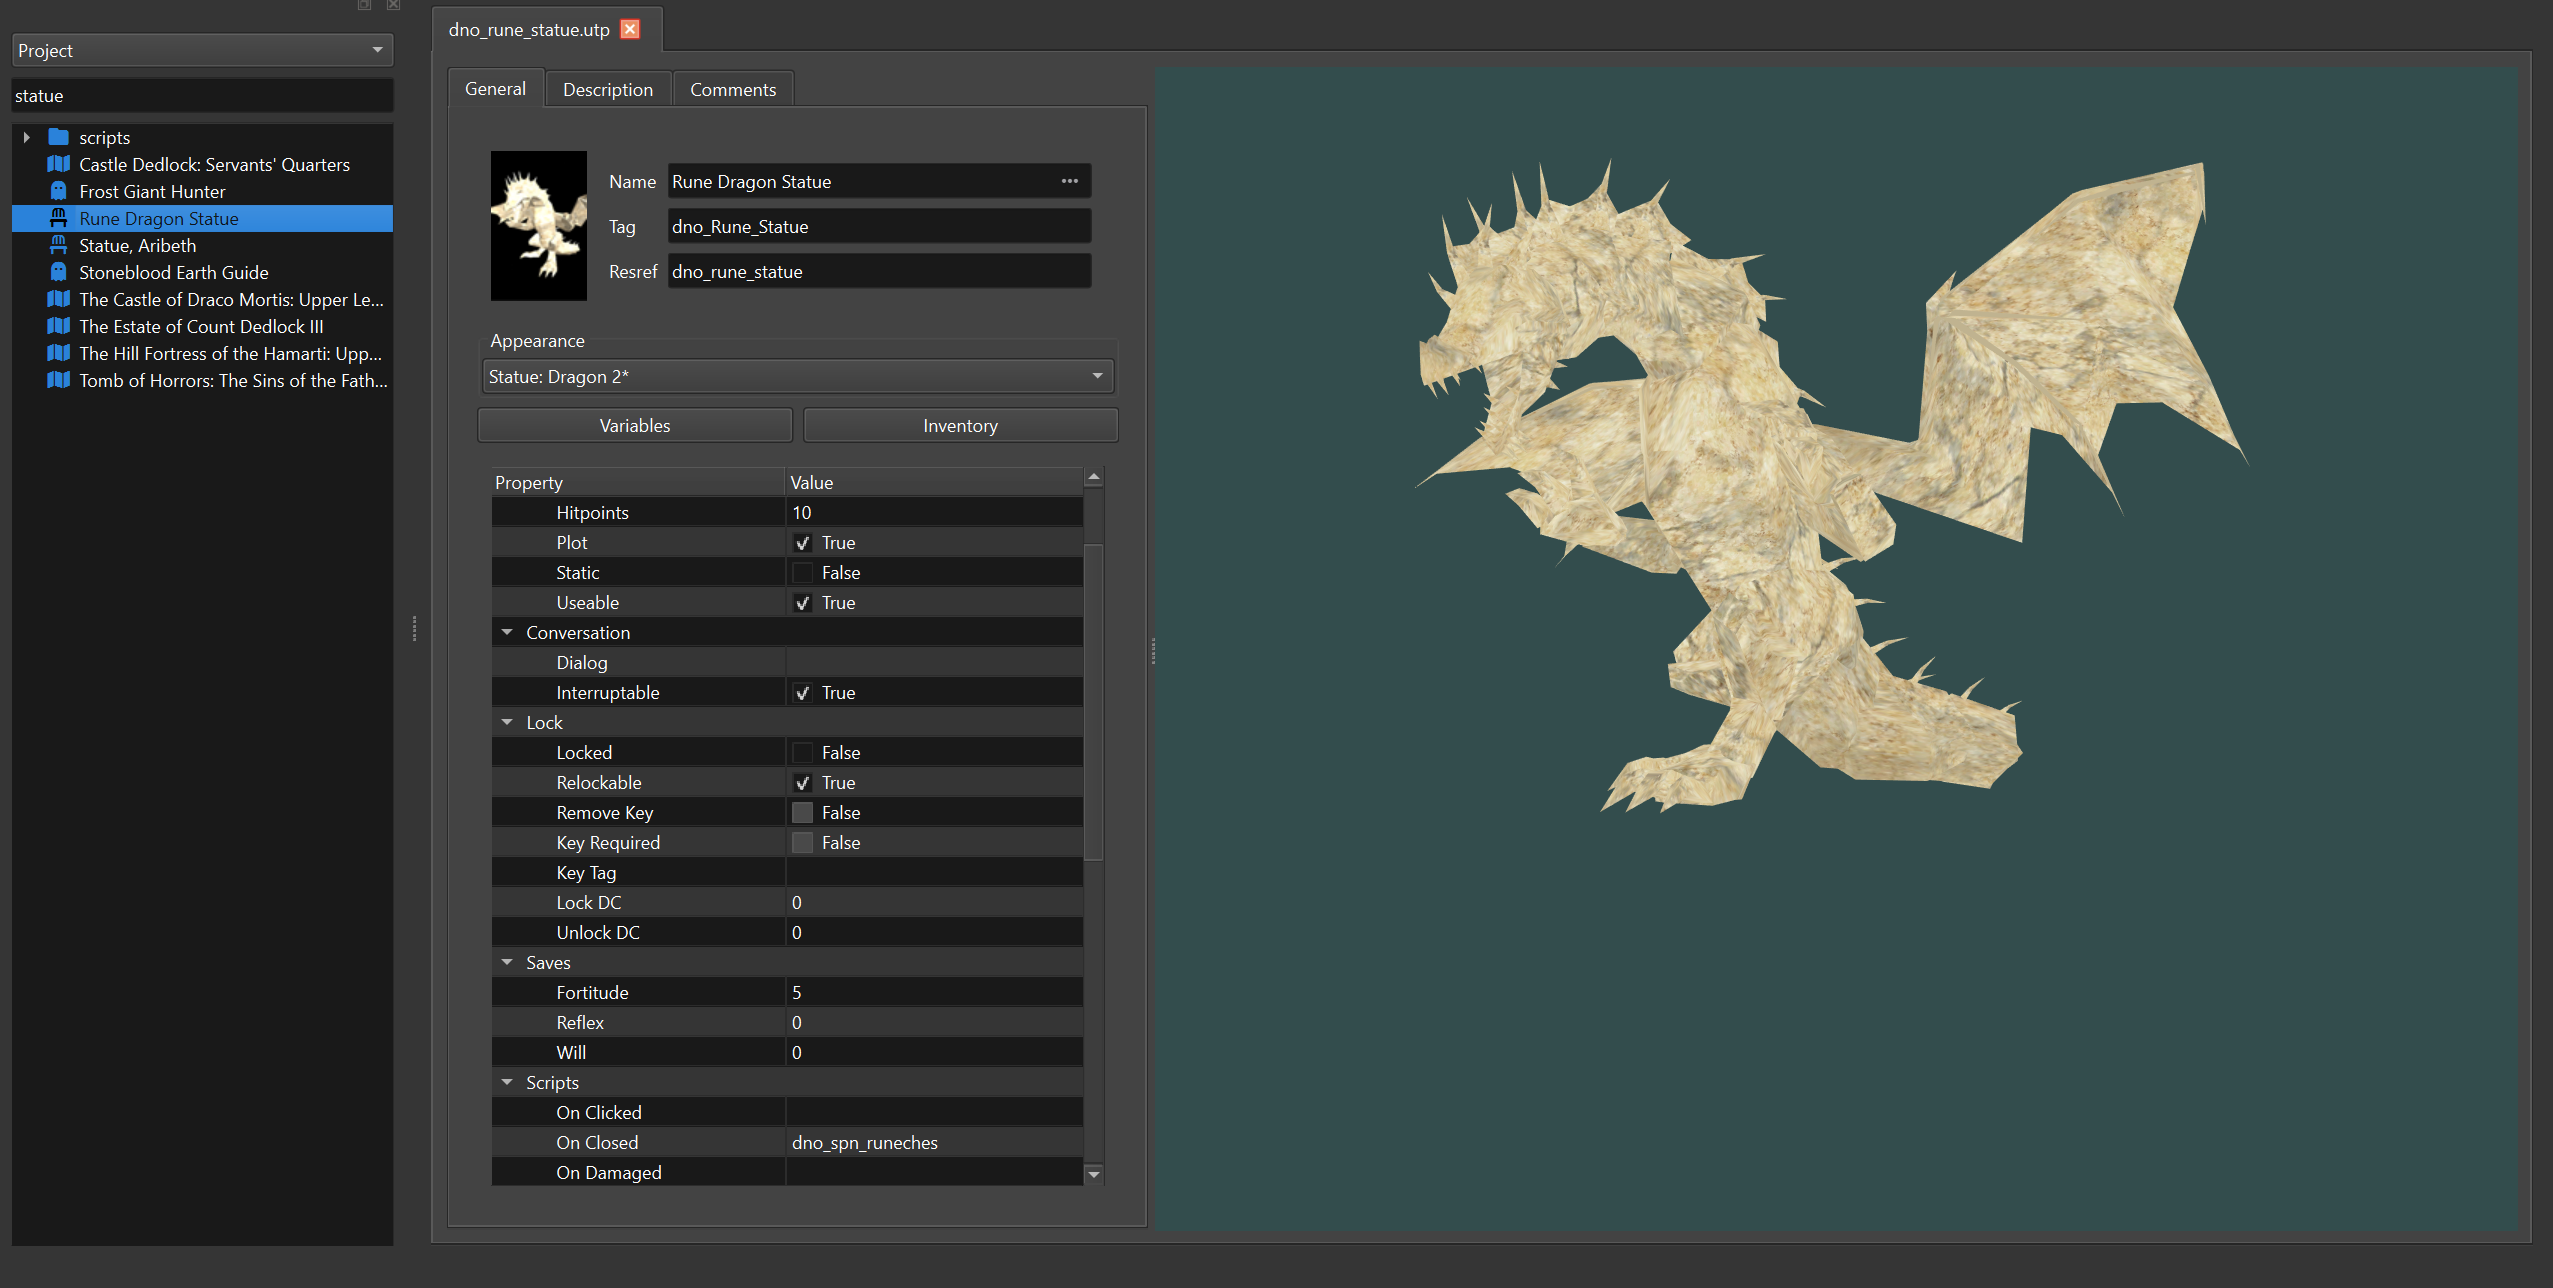 Project
statue
scripts
Castle Dedlock: Servants' Quarters
Frost Giant Hunter
Rune Dragon Statue
Statue, Aribeth
Stoneblood Earth Guide
The Castle of Draco Mortis: Upper Le...
The Estate of Count Dedlock III
The Hill Fortress of the Hamarti: Upp...
Tomb of Horrors: The Sins of the Fath...
dno_rune_statue.utp
General Description Comments
Name Rune Dragon Statue ...
Tag dno_Rune_Statue
Resref dno_rune_statue
Appearance
Statue: Dragon 2*
Variables Inventory
Property Value
Hitpoints 10
Plot True
Static False
Useable True
Conversation
Dialog
Interruptable True
Lock
Locked False
Relockable True
Remove Key False
Key Required False
Key Tag
Lock DC 0
Unlock DC 0
Saves
Fortitude 5
Reflex 0
Will 0
Scripts
On Clicked
On Closed dno_spn_runeches
On Damaged